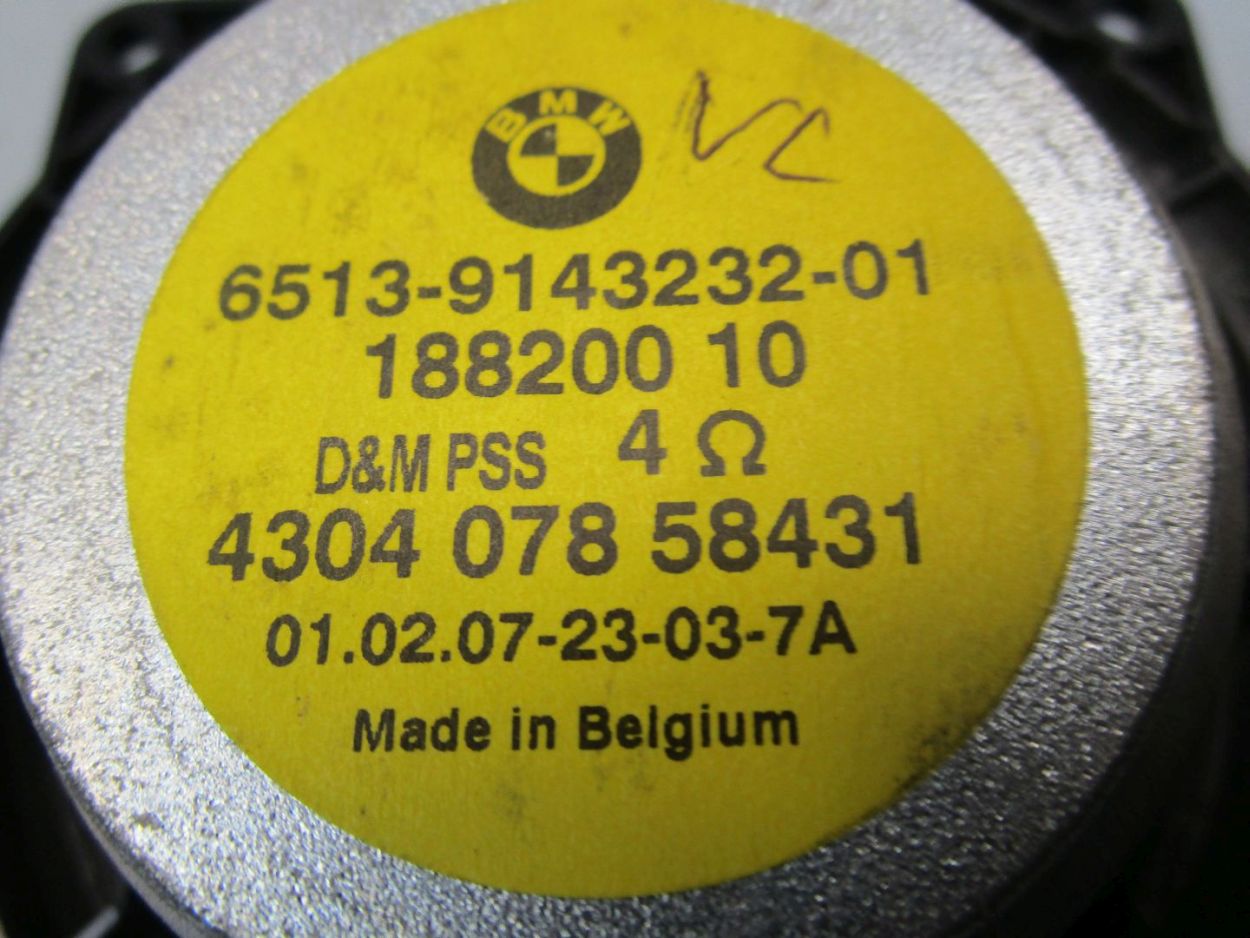 BMW
VC
6513-9143232-01
188200 10
D&M PSS 4 Ω
4304 078 58431
01.02.07-23-03-7A
Made in Belgium